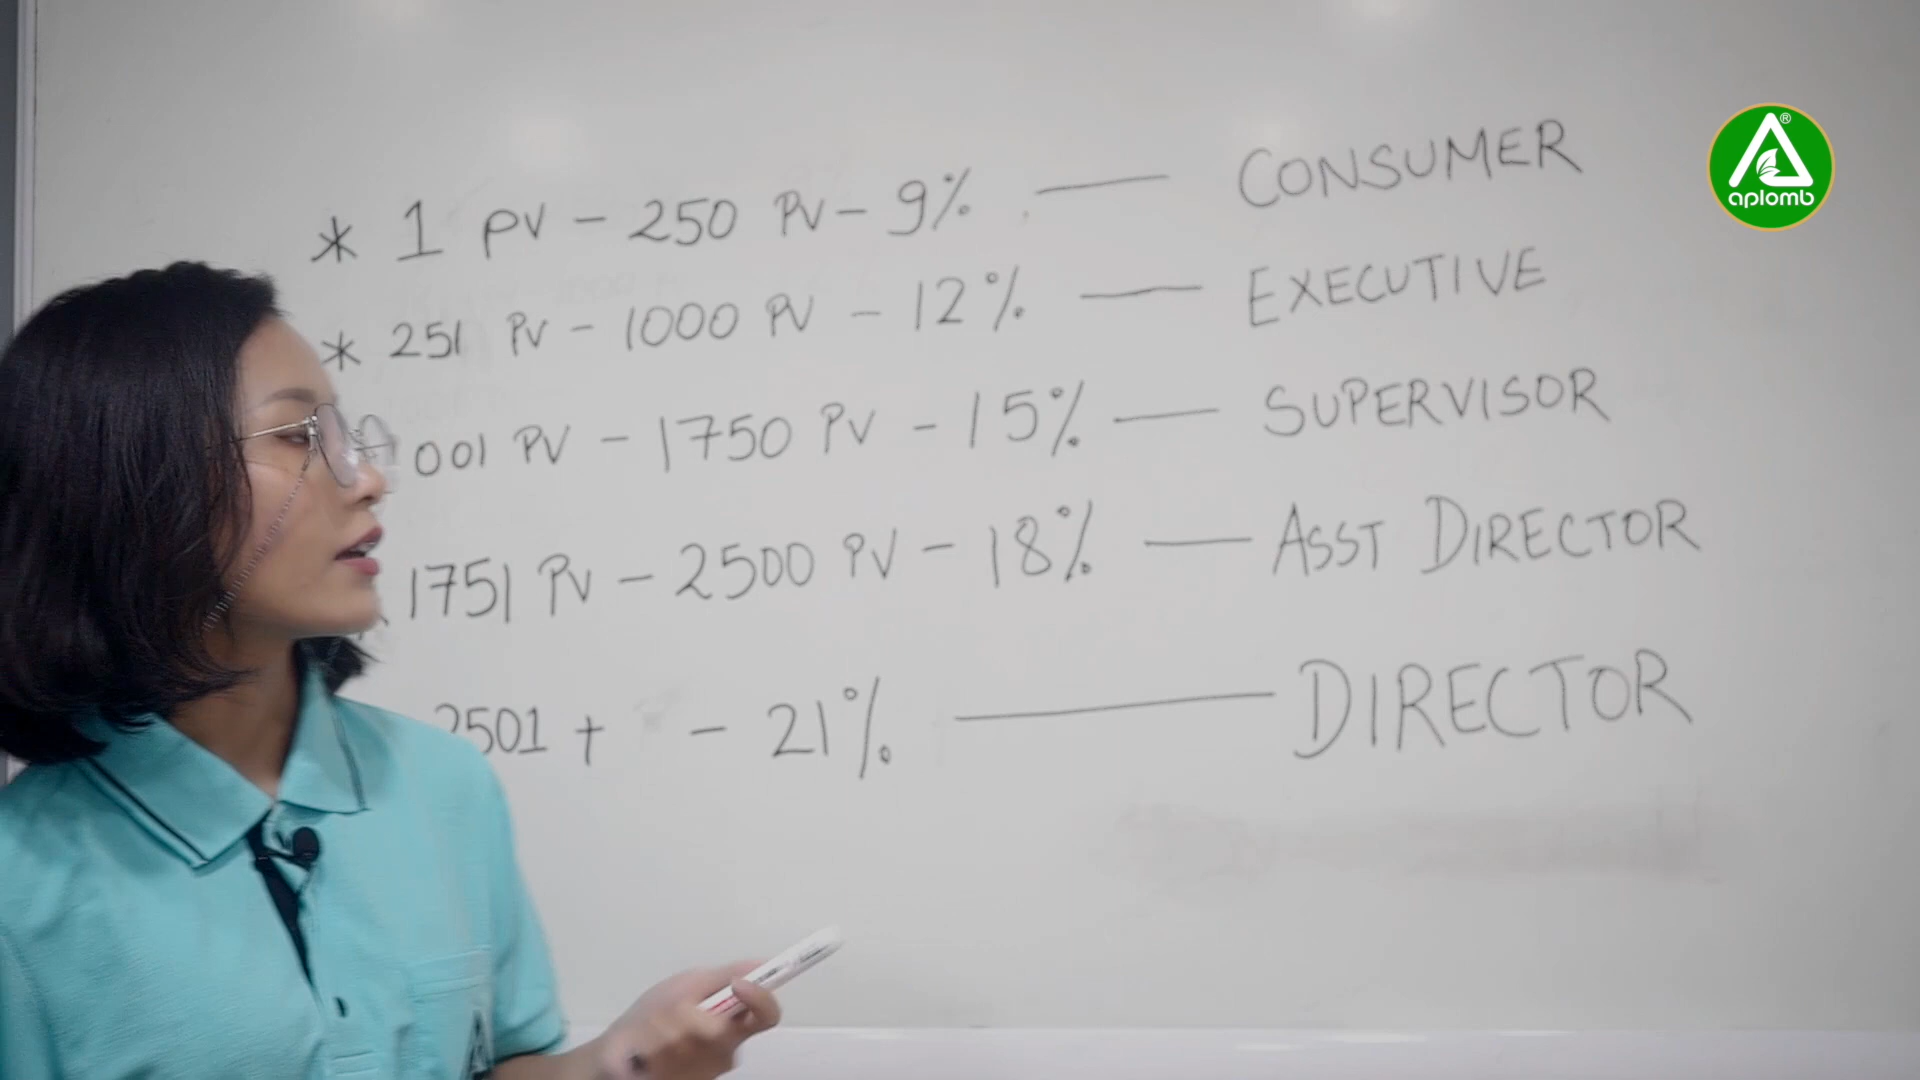 * 1 PV - 250 PV - 9% — CONSUMER
* 251 PV - 1000 PV - 12% — EXECUTIVE
001 PV - 1750 PV - 15% — SUPERVISOR
1751 PV - 2500 PV - 18% — ASST DIRECTOR
2501 + - 21% — DIRECTOR
®
aplomb